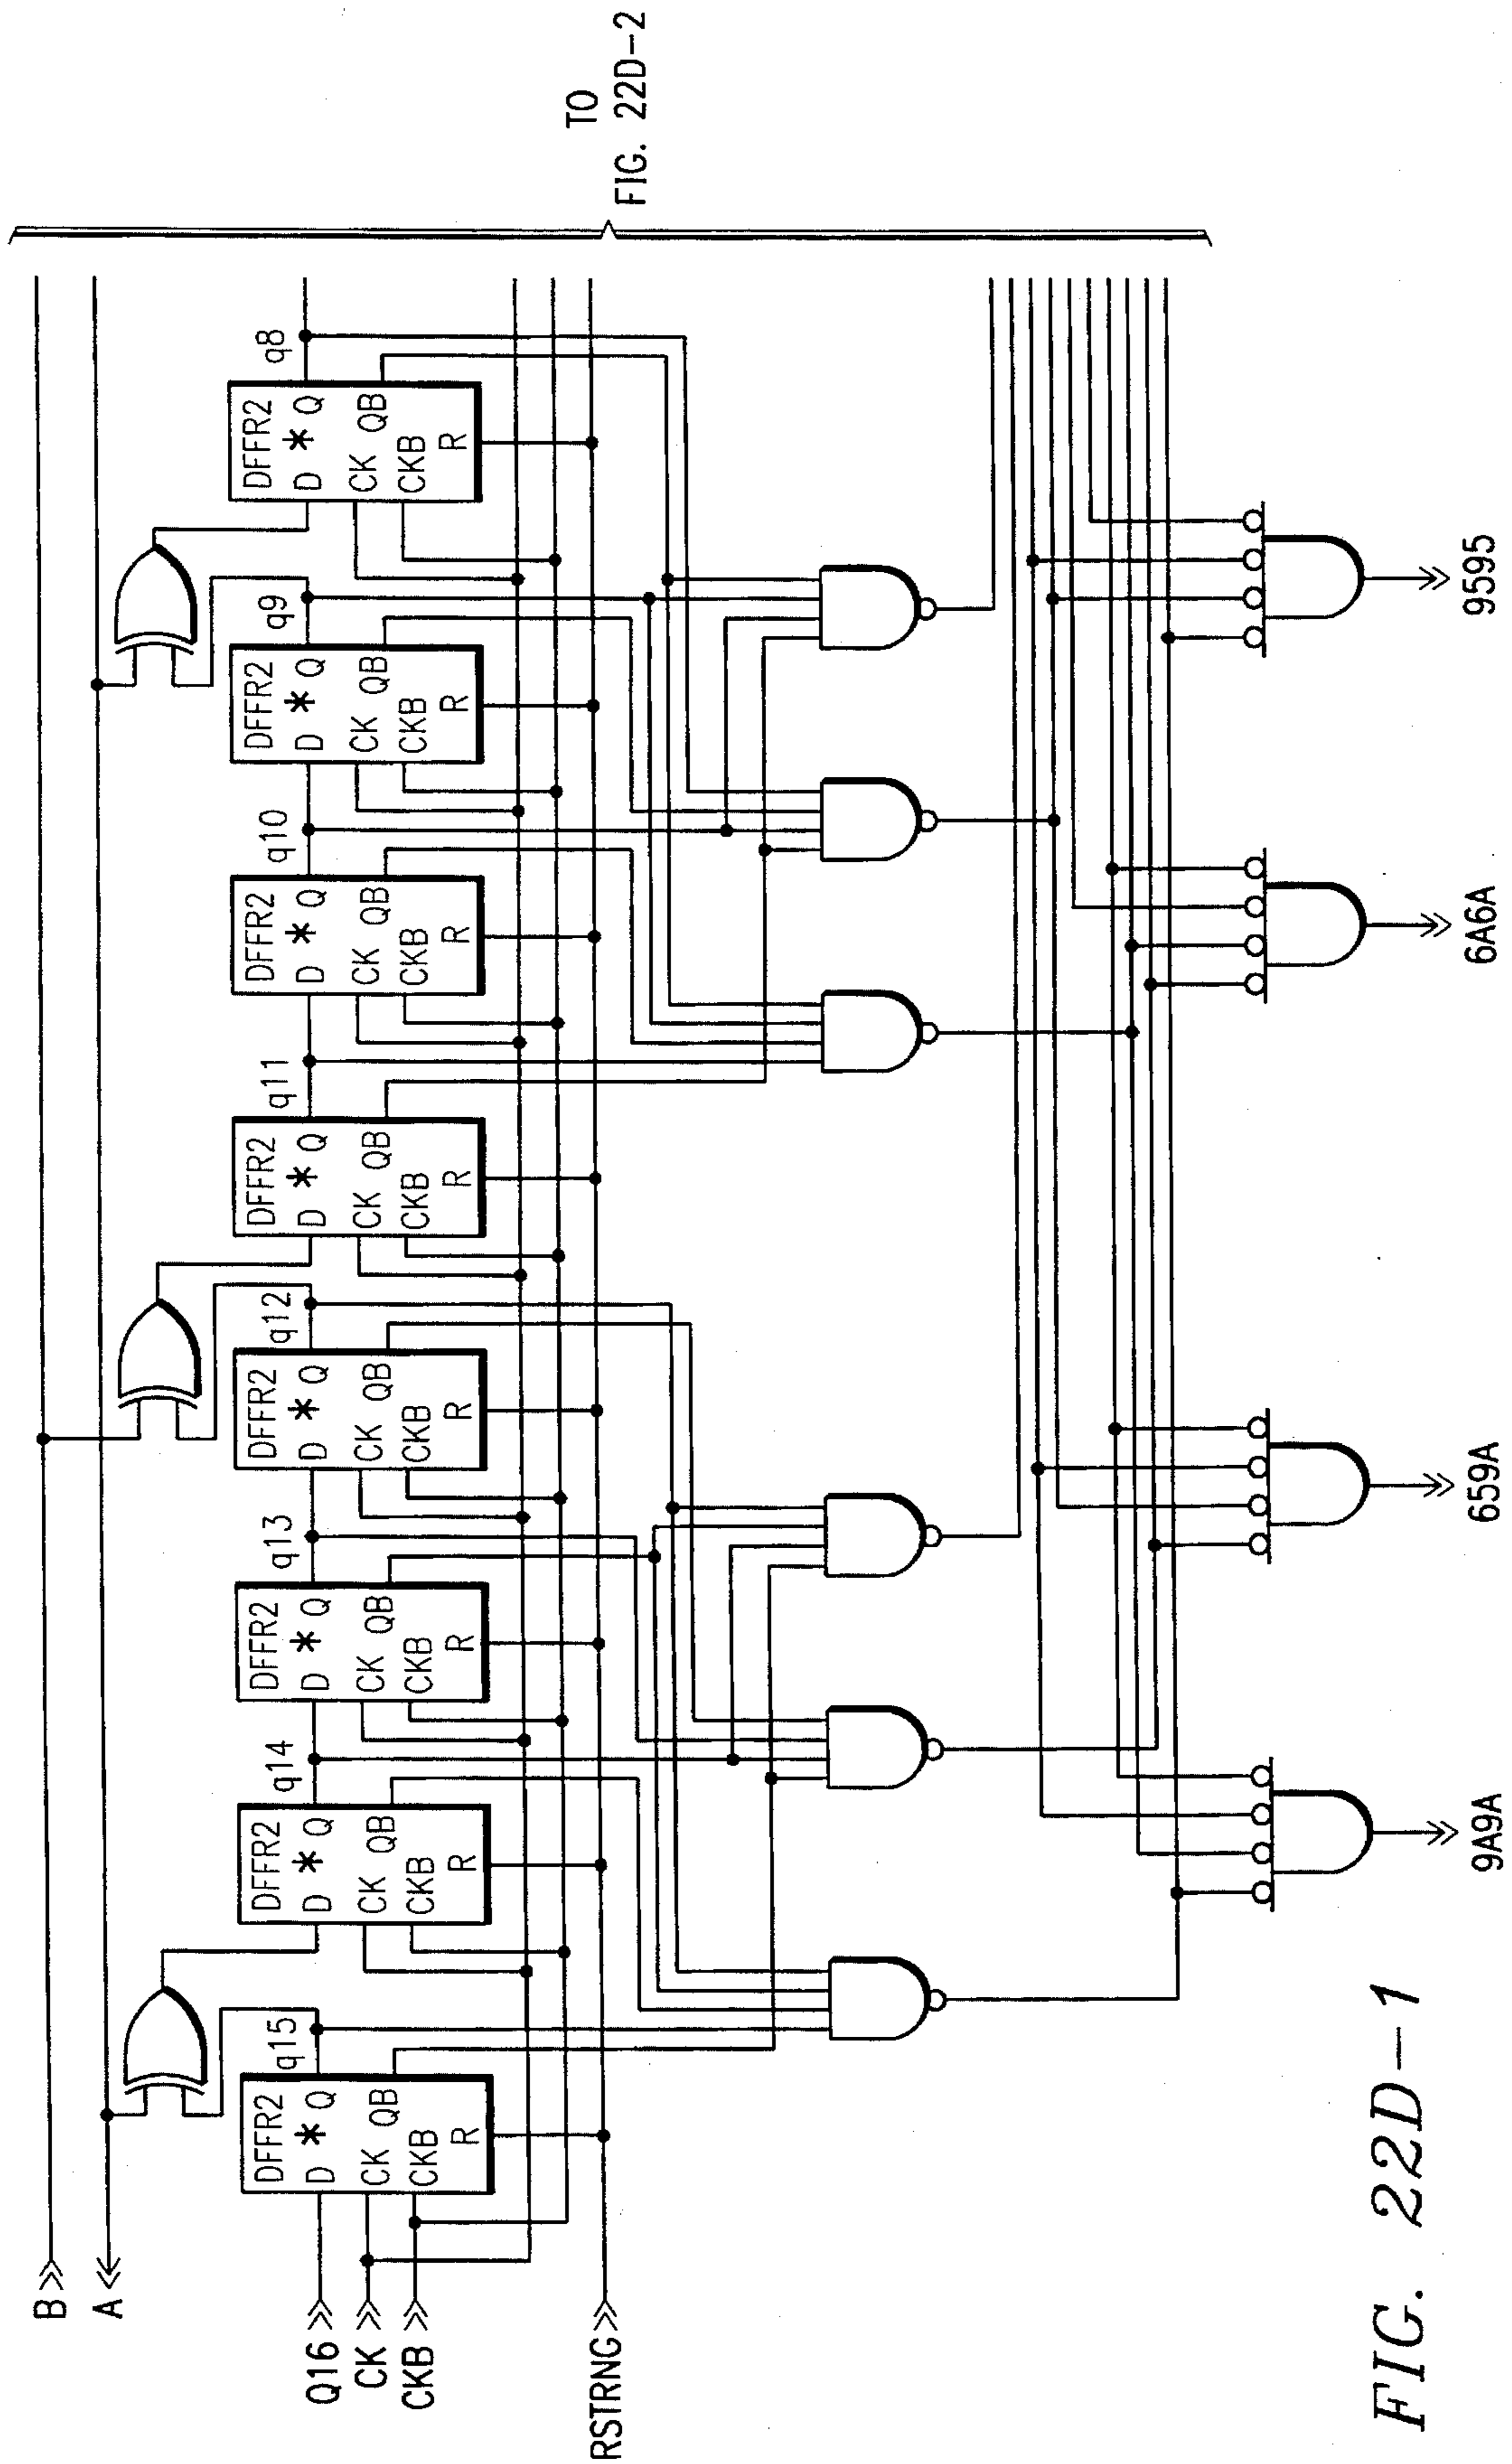 B
A
Q16
CK
CKB
RSTRNG
DFFR2
D * Q
CK QB
CKB
R
q15
DFFR2
D * Q
CK QB
CKB
R
q14
DFFR2
D * Q
CK QB
CKB
R
q13
DFFR2
D * Q
CK QB
CKB
R
q12
DFFR2
D * Q
CK QB
CKB
R
q11
DFFR2
D * Q
CK QB
CKB
R
q10
DFFR2
D * Q
CK QB
CKB
R
q9
DFFR2
D * Q
CK QB
CKB
R
q8
TO
FIG. 22D-2
9A9A
659A
6A6A
9595
FIG. 22D-1